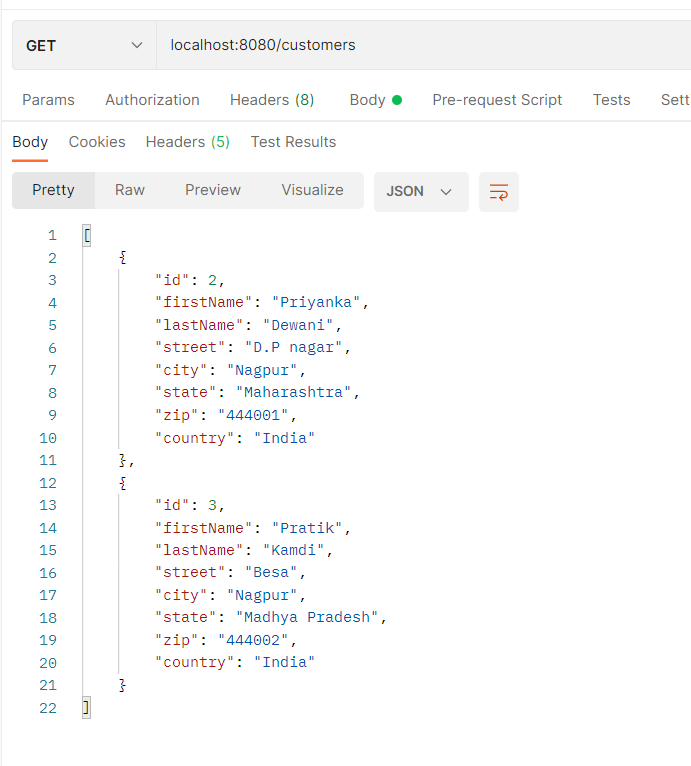 GET localhost:8080/customers
Params Authorization Headers (8) Body Pre-request Script Tests Sett
Body Cookies Headers (5) Test Results
Pretty Raw Preview Visualize JSON
1 [
2 {
3 "id": 2,
4 "firstName": "Priyanka",
5 "lastName": "Dewani",
6 "street": "D.P nagar",
7 "city": "Nagpur",
8 "state": "Maharashtra",
9 "zip": "444001",
10 "country": "India"
11 },
12 {
13 "id": 3,
14 "firstName": "Pratik",
15 "lastName": "Kamdi",
16 "street": "Besa",
17 "city": "Nagpur",
18 "state": "Madhya Pradesh",
19 "zip": "444002",
20 "country": "India"
21 }
22 ]